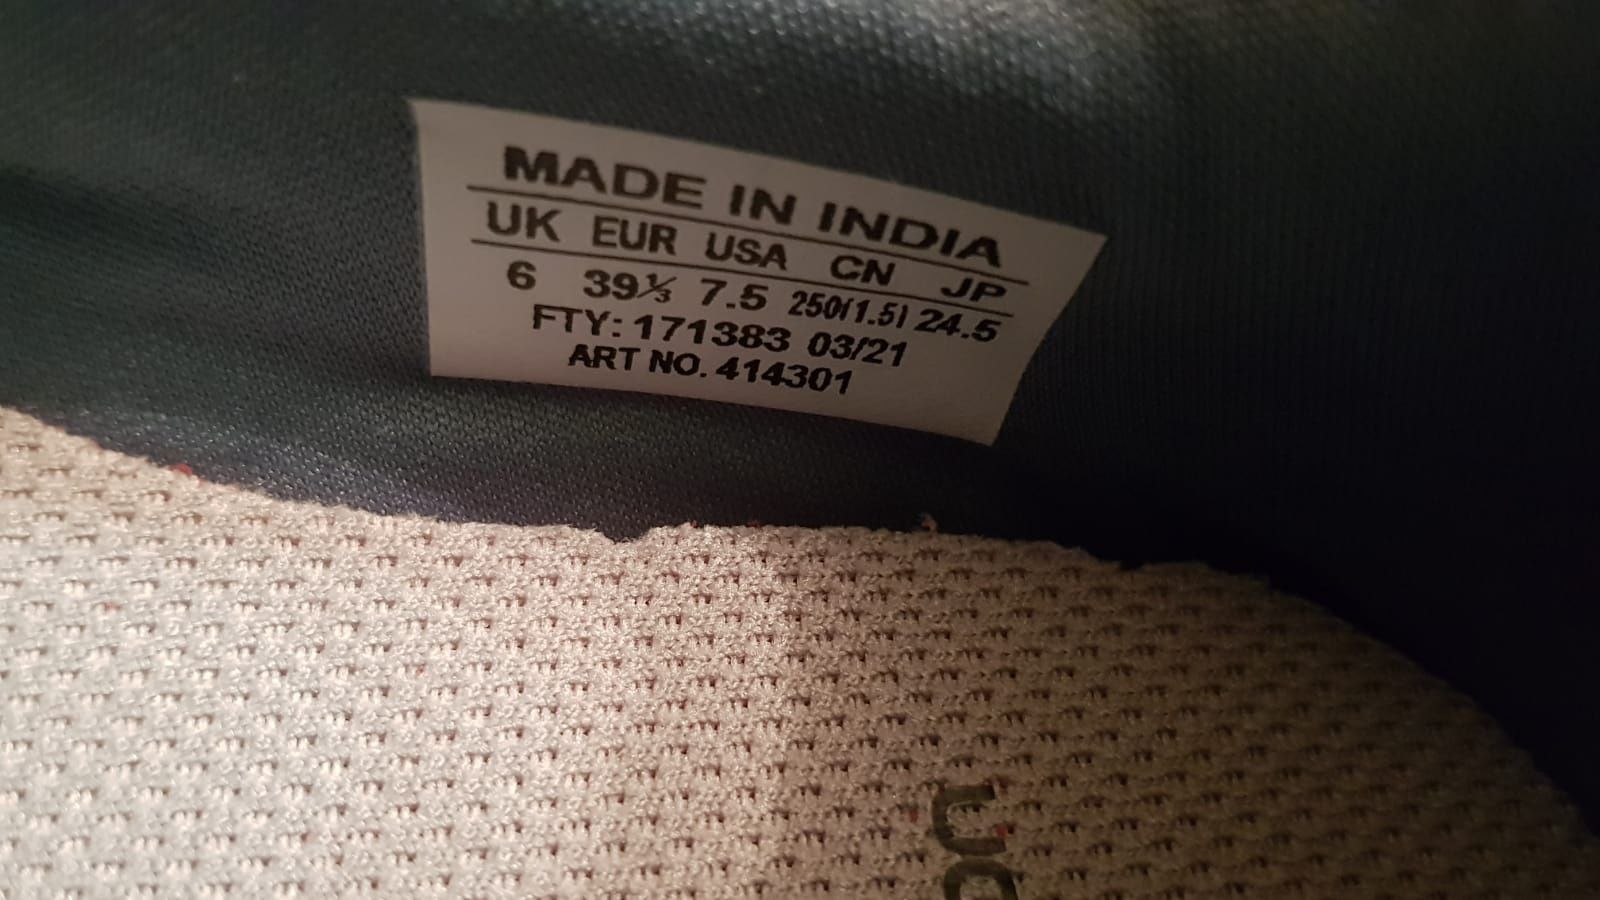 MADE IN INDIA
UK EUR USA CN JP
6 39⅓ 7.5 250(1.5) 24.5
FTY: 171383 03/21
ART NO. 414301